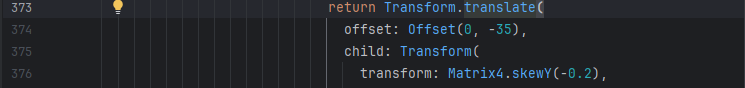 373 return Transform.translate(
374 offset: Offset(0, -35),
375 child: Transform(
376 transform: Matrix4.skewY(-0.2),